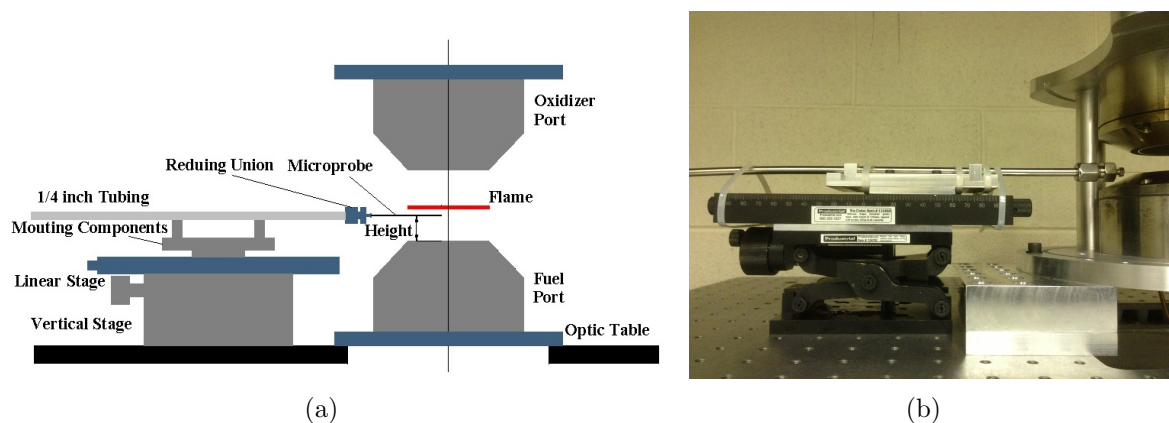 Oxidizer
Port
Reduing Union
Microprobe
1/4 inch Tubing
Flame
Mouting Components
Height
Linear Stage
Fuel
Port
Vertical Stage
Optic Table
(a)
(b)